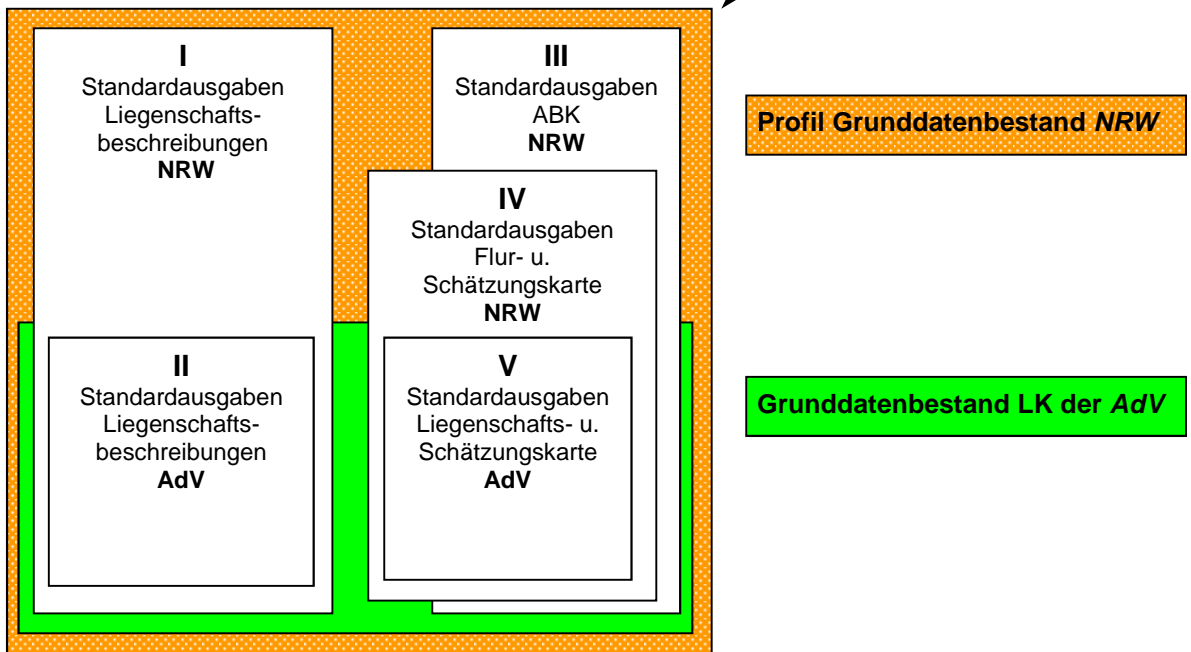 I
Standardausgaben
Liegenschafts-
beschreibungen
NRW
III
Standardausgaben
ABK
NRW
Profil Grunddatenbestand NRW
IV
Standardausgaben
Flur- u.
Schätzungskarte
NRW
II
Standardausgaben
Liegenschafts-
beschreibungen
AdV
V
Standardausgaben
Liegenschafts- u.
Schätzungskarte
AdV
Grunddatenbestand LK der AdV